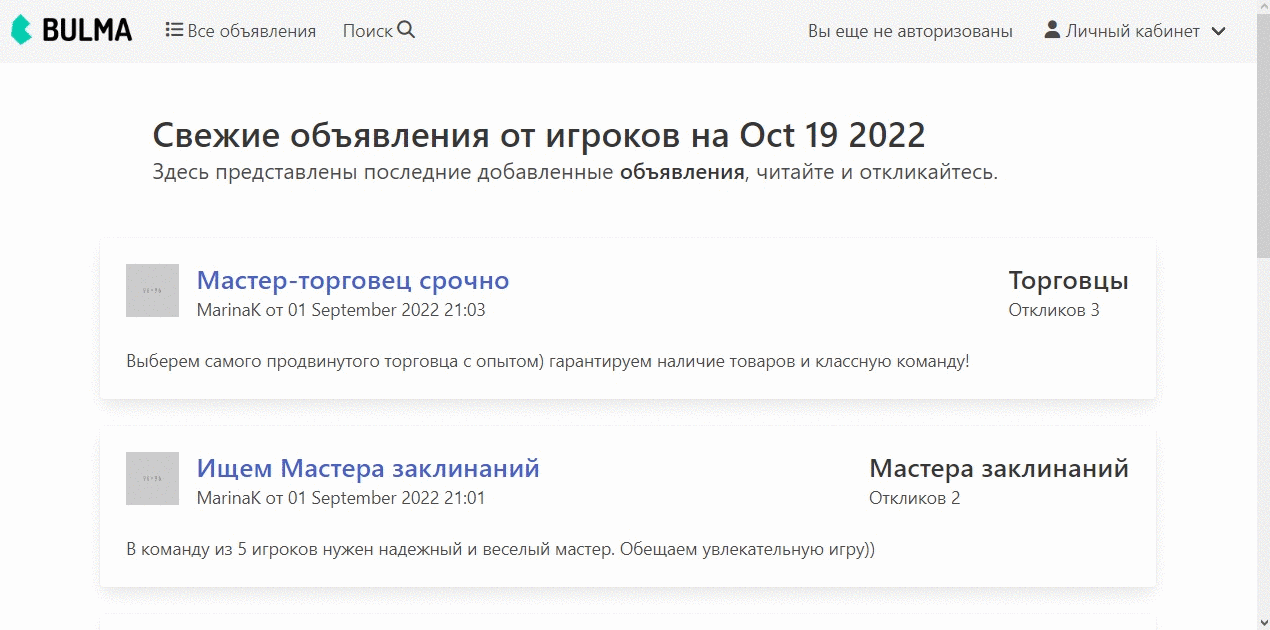 BULMA Все объявления Поиск Вы еще не авторизованы Личный кабинет
Свежие объявления от игроков на Oct 19 2022
Здесь представлены последние добавленные объявления, читайте и откликайтесь.
Мастер-торговец срочно Торговцы
MarinaK от 01 September 2022 21:03 Откликов 3
Выберем самого продвинутого торговца с опытом) гарантируем наличие товаров и классную команду!
Ищем Мастера заклинаний Мастера заклинаний
MarinaK от 01 September 2022 21:01 Откликов 2
В команду из 5 игроков нужен надежный и веселый мастер. Обещаем увлекательную игру))